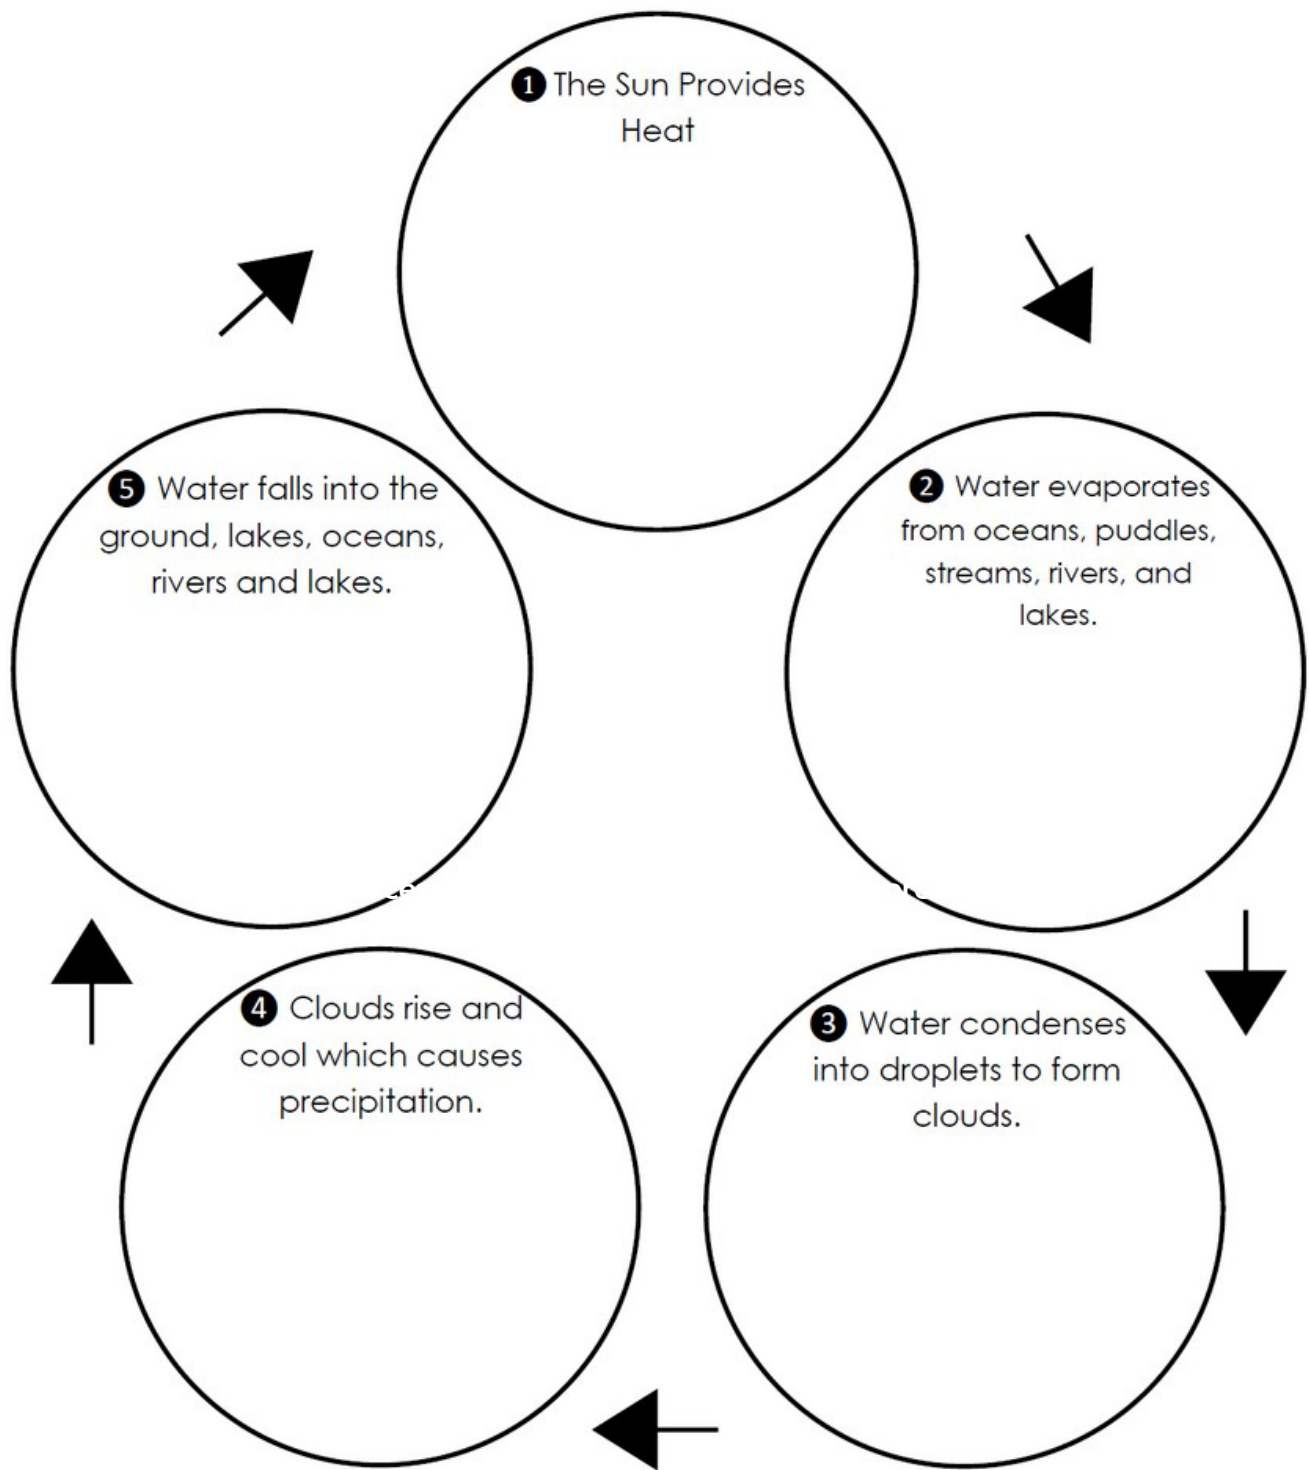 ❶ The Sun Provides
Heat
❷ Water evaporates
from oceans, puddles,
streams, rivers, and
lakes.
❸ Water condenses
into droplets to form
clouds.
❹ Clouds rise and
cool which causes
precipitation.
❺ Water falls into the
ground, lakes, oceans,
rivers and lakes.